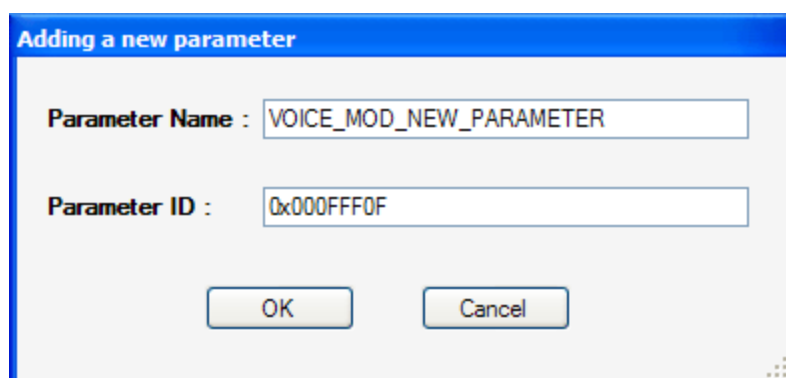 Adding a new parameter
Parameter Name : VOICE_MOD_NEW_PARAMETER
Parameter ID : 0x000FFF0F
OK Cancel